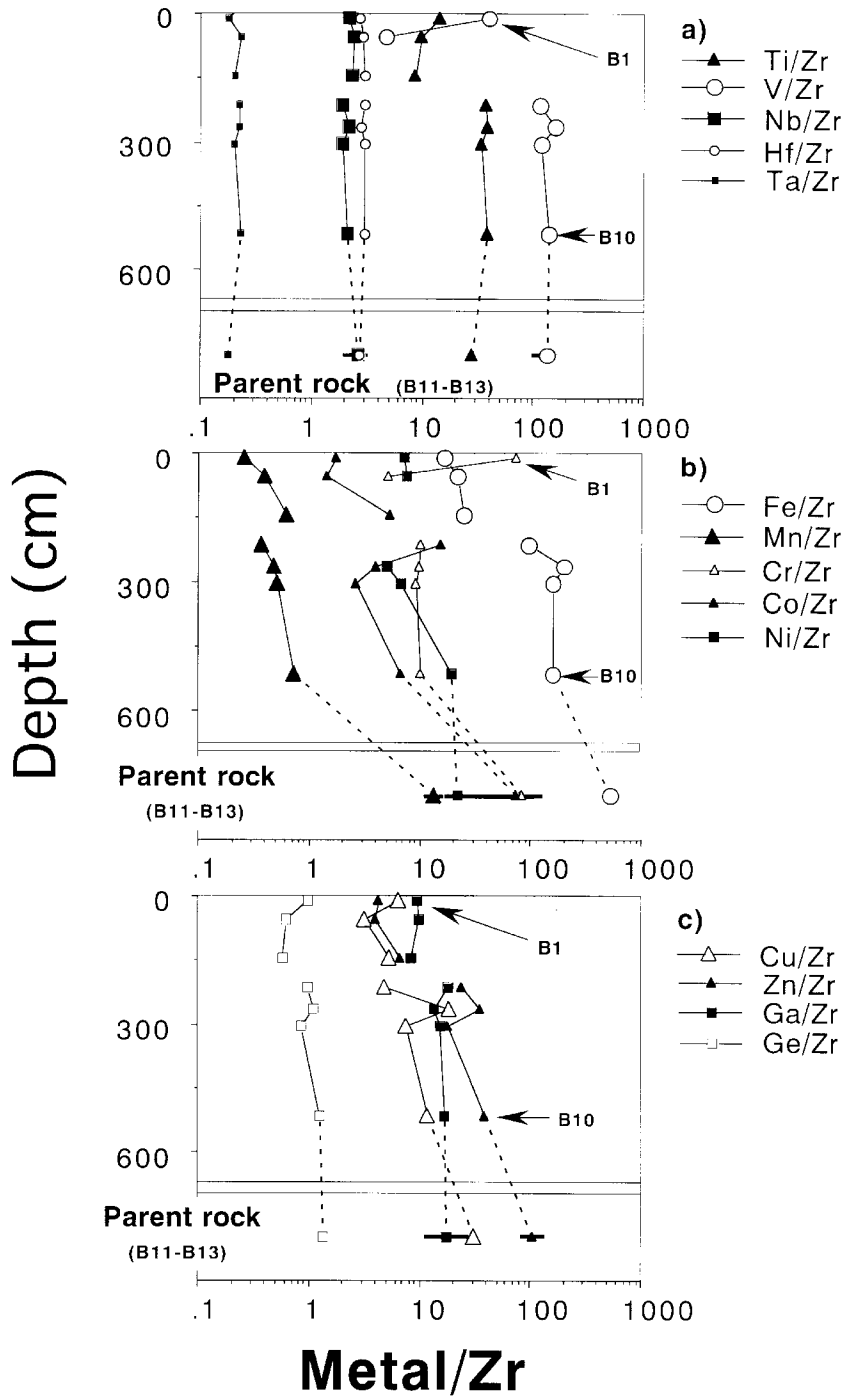 0
300
600
B1
B10
Parent rock (B11-B13)
.1 1 10 100 1000
a)
Ti/Zr
V/Zr
Nb/Zr
Hf/Zr
Ta/Zr
Depth (cm)
0
300
600
B1
B10
Parent rock
(B11-B13)
.1 1 10 100 1000
b)
Fe/Zr
Mn/Zr
Cr/Zr
Co/Zr
Ni/Zr
0
300
600
B1
B10
Parent rock
(B11-B13)
.1 1 10 100 1000
c)
Cu/Zr
Zn/Zr
Ga/Zr
Ge/Zr
Metal/Zr